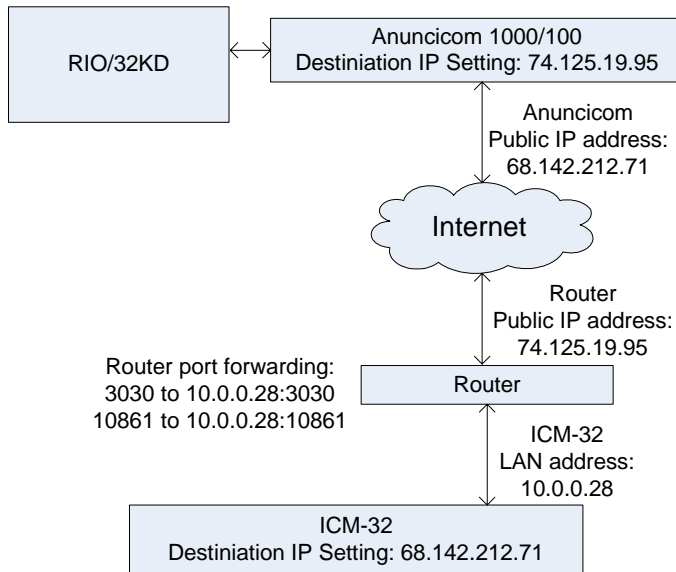 RIO/32KD
Anuncicom 1000/100
Destiniation IP Setting: 74.125.19.95
Anuncicom
Public IP address:
68.142.212.71
Internet
Router
Public IP address:
74.125.19.95
Router port forwarding:
3030 to 10.0.0.28:3030
10861 to 10.0.0.28:10861
Router
ICM-32
LAN address:
10.0.0.28
ICM-32
Destiniation IP Setting: 68.142.212.71